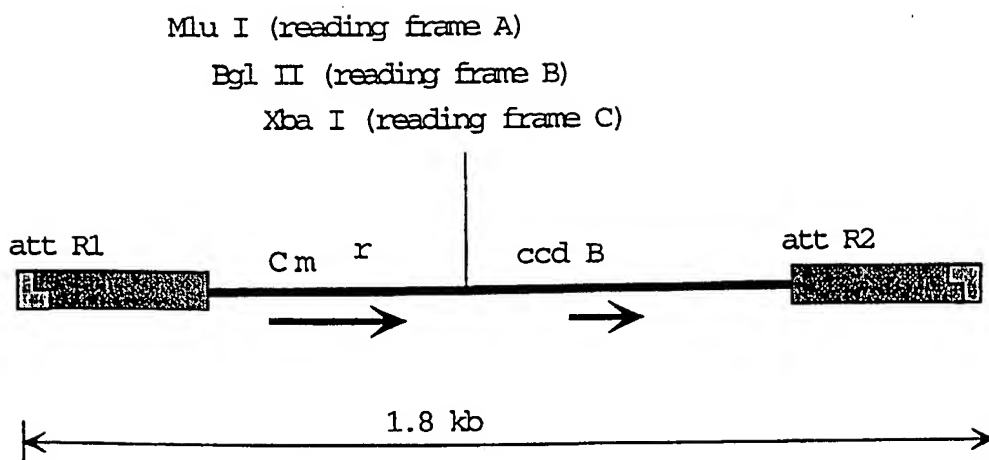 Mlu I (reading frame A)
Bgl II (reading frame B)
Xba I (reading frame C)
att R1
Cm r
ccd B
att R2
1.8 kb